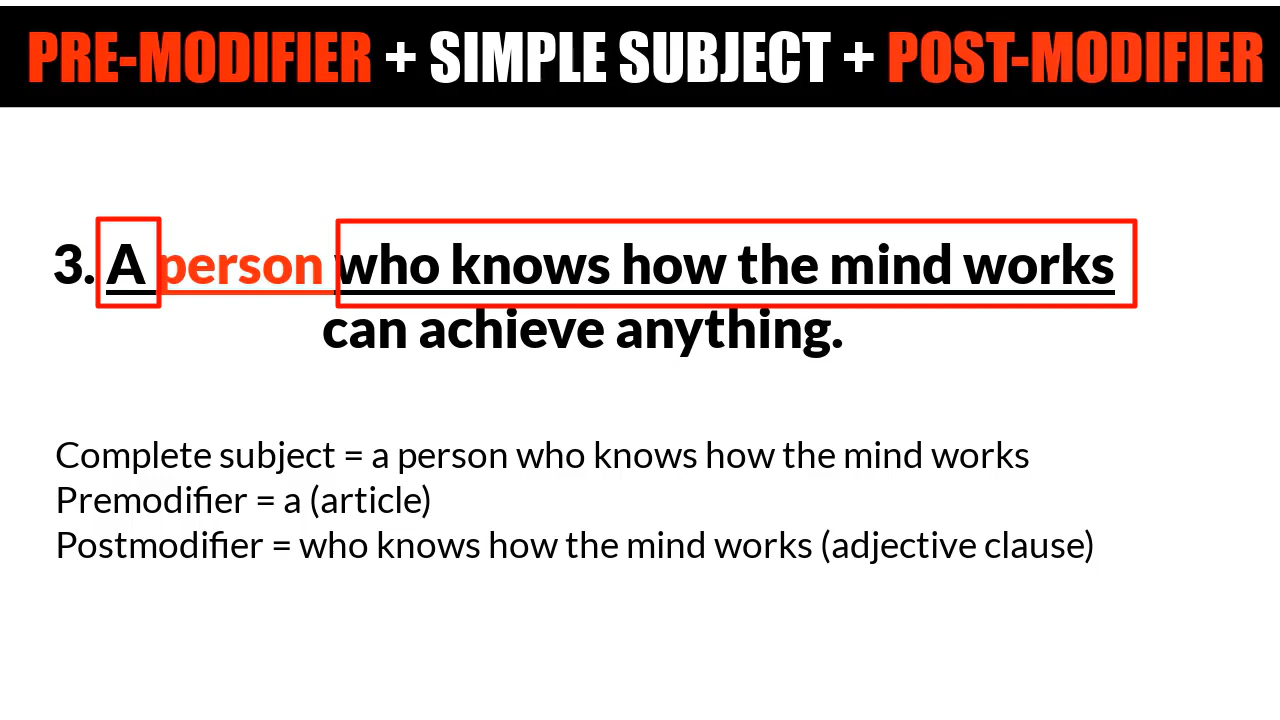 PRE-MODIFIER + SIMPLE SUBJECT + POST-MODIFIER
3. A person who knows how the mind works
can achieve anything.
Complete subject = a person who knows how the mind works
Premodifier = a (article)
Postmodifier = who knows how the mind works (adjective clause)